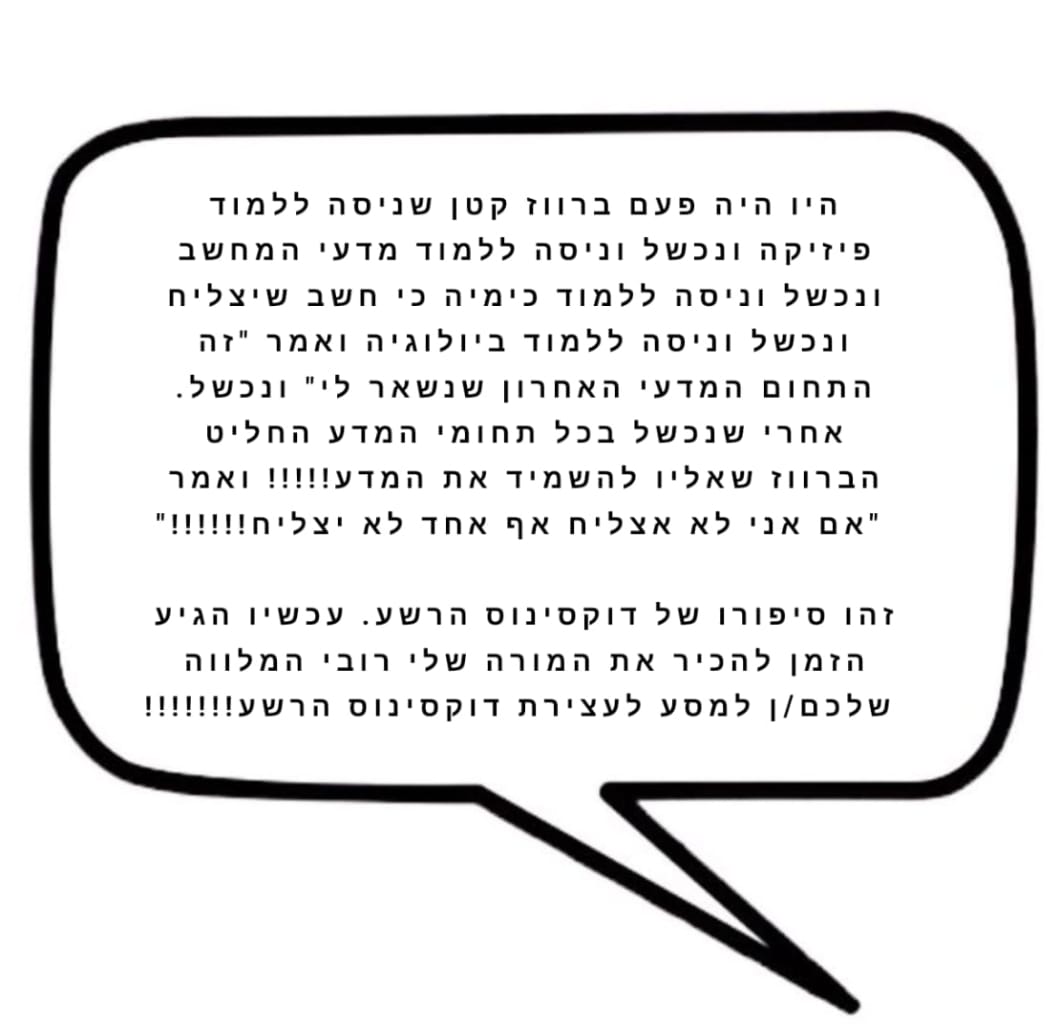 היו היה פעם ברווז קטן שניסה ללמוד
פיזיקה ונכשל וניסה ללמוד מדעי המחשב
ונכשל וניסה ללמוד כימיה כי חשב שיצליח
ונכשל וניסה ללמוד ביולוגיה ואמר "זה
התחום המדעי האחרון שנשאר לי" ונכשל.
אחרי שנכשל בכל תחומי המדע החליט
הברווז שאליו להשמיד את המדע!!!!! ואמר
"אם אני לא אצליח אף אחד לא יצליח!!!!!!"
זהו סיפורו של דוקסינוס הרשע. עכשיו הגיע
הזמן להכיר את המורה שלי רובי המלווה
שלכם/ן למסע לעצירת דוקסינוס הרשע!!!!!!!